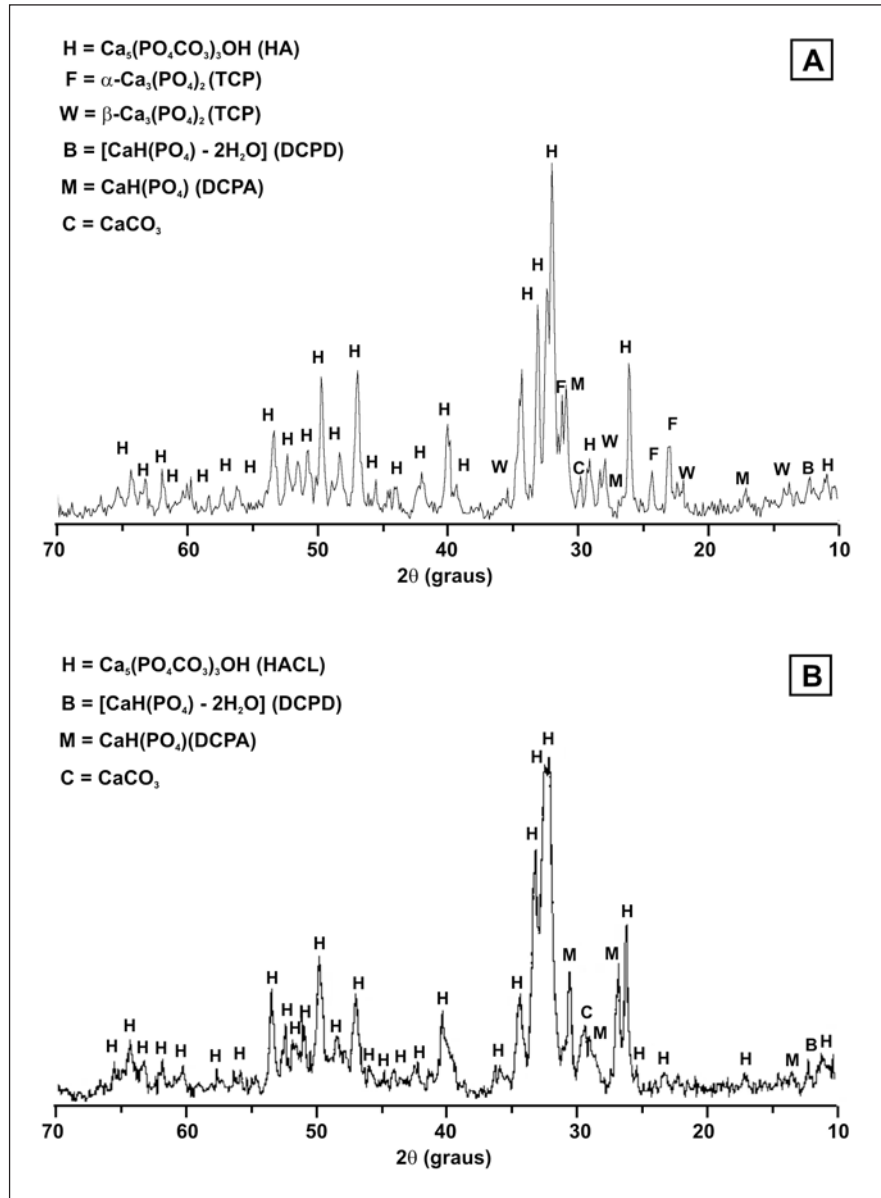 A
H = Ca₅(PO₄CO₃)₃OH (HA)
F = α-Ca₃(PO₄)₂ (TCP)
W = β-Ca₃(PO₄)₂ (TCP)
B = [CaH(PO₄) - 2H₂O] (DCPD)
M = CaH(PO₄) (DCPA)
C = CaCO₃
H H H H H H H H H H H H H H H H H H W H H H F M C H W M H F F W M W B H
70 60 50 40 30 20 10
2θ (graus)
B
H = Ca₅(PO₄CO₃)₃OH (HACL)
B = [CaH(PO₄) - 2H₂O] (DCPD)
M = CaH(PO₄)(DCPA)
C = CaCO₃
H H H H H H H H H H H H H H H H H H H H H H H H M C M M H H H H M B H
70 60 50 40 30 20 10
2θ (graus)